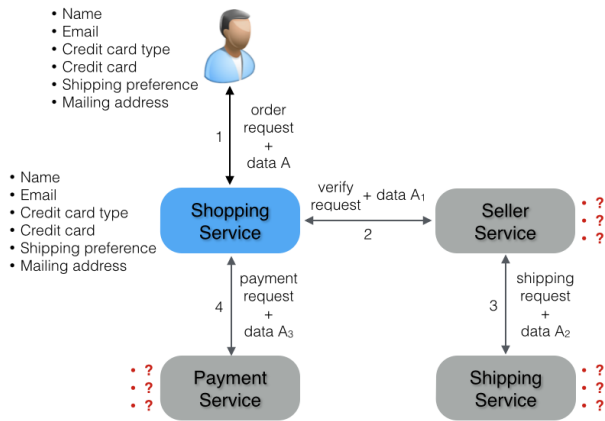 • Name
• Email
• Credit card type
• Credit card
• Shipping preference
• Mailing address
1
order
request
+
data A
• Name
• Email
• Credit card type
• Credit card
• Shipping preference
• Mailing address
Shopping
Service
verify
request + data A1
2
Seller
Service
• ?
• ?
• ?
4
payment
request
+
data A3
3
shipping
request
+
data A2
• ?
• ?
• ?
Payment
Service
Shipping
Service
• ?
• ?
• ?